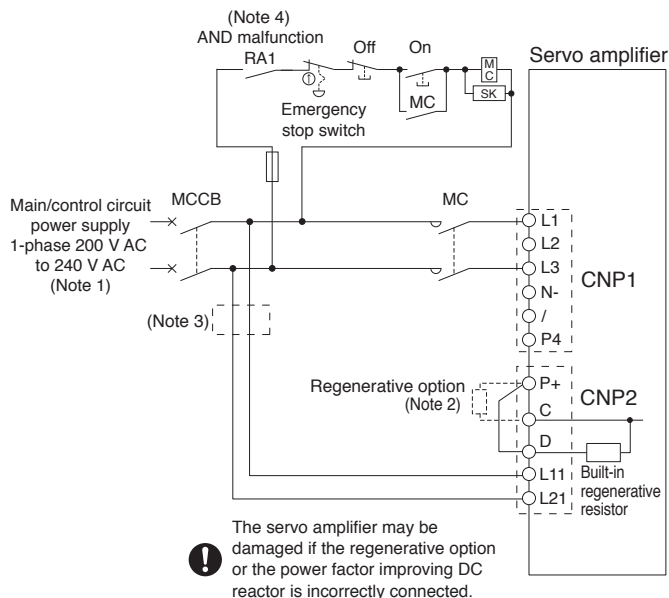 (Note 4)
AND malfunction
RA1
Off
On
M
C
SK
MC
Emergency
stop switch
Servo amplifier
Main/control circuit
power supply
1-phase 200 V AC
to 240 V AC
(Note 1)
MCCB
MC
L1
L2
L3
N-
/
P4
CNP1
(Note 3)
Regenerative option
(Note 2)
P+
C
D
L11
L21
CNP2
Built-in
regenerative
resistor
The servo amplifier may be
damaged if the regenerative option
or the power factor improving DC
reactor is incorrectly connected.